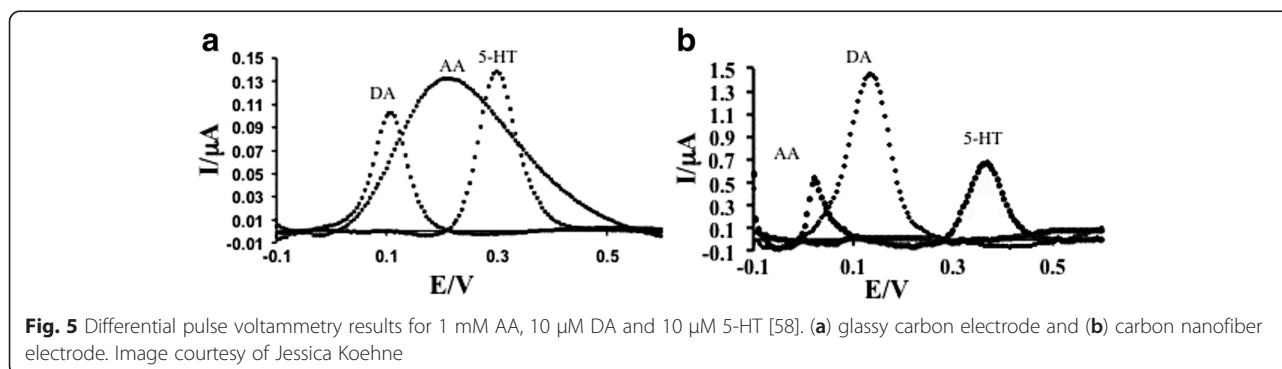 a
0.15
0.13
0.11
0.09
0.07
0.05
0.03
0.01
-0.01
I/μA
DA
AA
5-HT
-0.1
0.1
0.3
0.5
E/V
b
1.5
1.3
1.1
0.9
0.7
0.5
0.3
0.1
-0.1
I/μA
AA
DA
5-HT
-0.1
0.1
0.3
0.5
E/V
Fig. 5 Differential pulse voltammetry results for 1 mM AA, 10 μM DA and 10 μM 5-HT [58]. (a) glassy carbon electrode and (b) carbon nanofiber
electrode. Image courtesy of Jessica Koehne